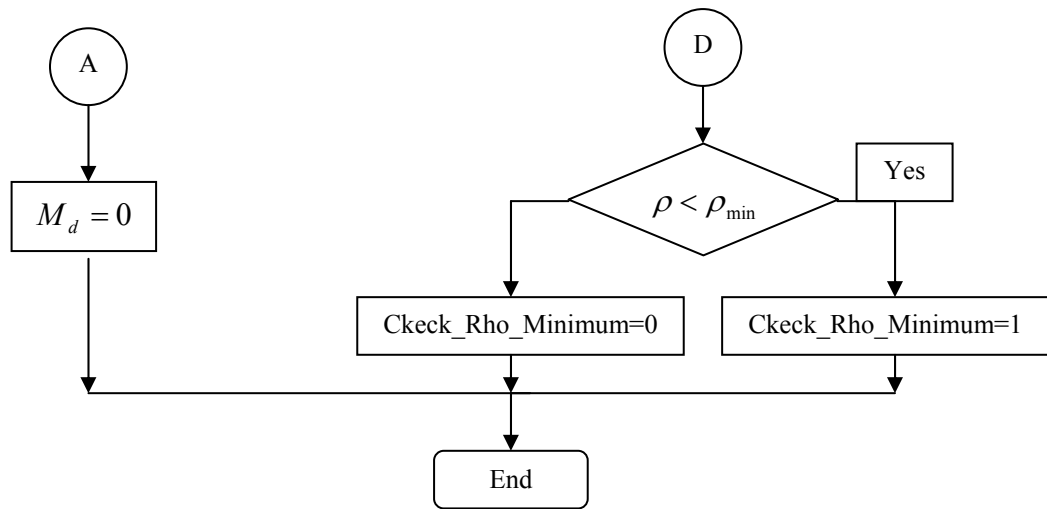 A
D
M_d = 0
ρ < ρ_min
Yes
Ckeck_Rho_Minimum=0
Ckeck_Rho_Minimum=1
End